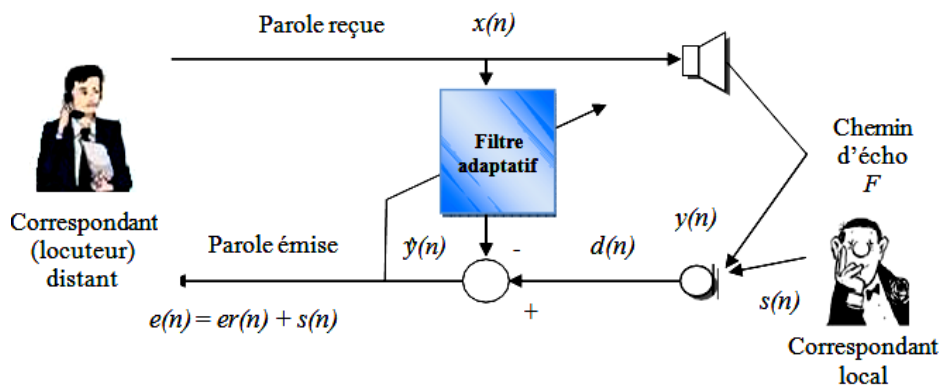 Parole reçue
x(n)
Filtre
adaptatif
Chemin
d'écho
F
Correspondant
(locuteur)
distant
Parole émise
ŷ(n)
-
d(n)
y(n)
+
s(n)
e(n) = er(n) + s(n)
Correspondant
local